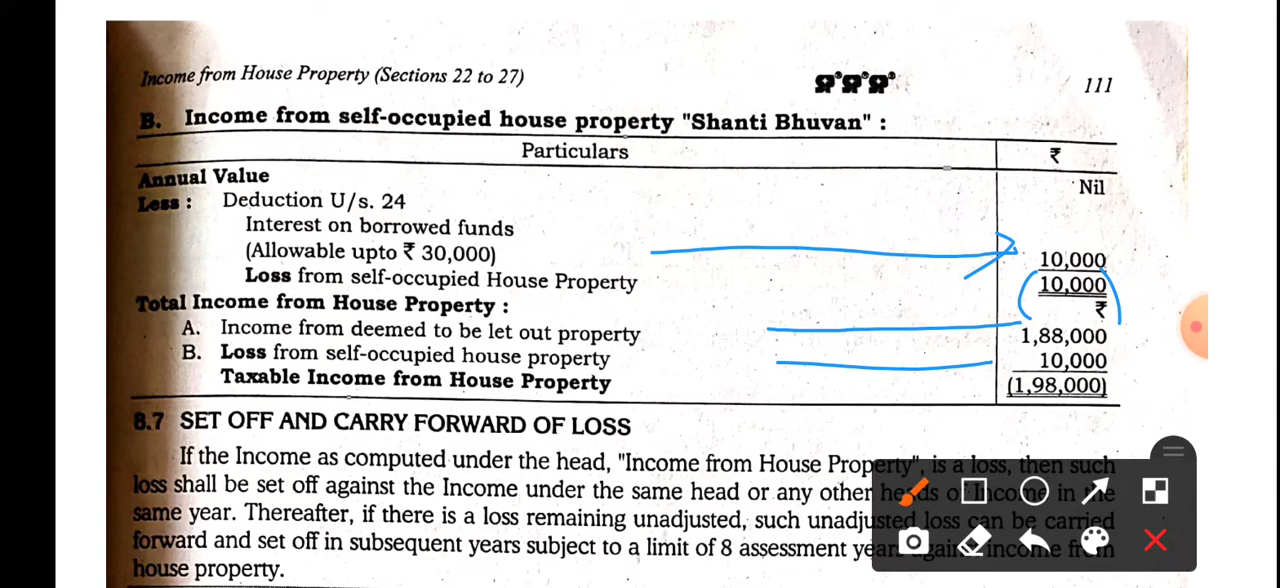 Income from House Property (Sections 22 to 27)
111
B. Income from self-occupied house property "Shanti Bhuvan" :
Particulars ₹
Annual Value Nil
Less : Deduction U/s. 24
Interest on borrowed funds
(Allowable upto ₹ 30,000) 10,000
Loss from self-occupied House Property 10,000
Total Income from House Property : ₹
A. Income from deemed to be let out property 1,88,000
B. Loss from self-occupied house property 10,000
Taxable Income from House Property (1,98,000)
8.7 SET OFF AND CARRY FORWARD OF LOSS
If the Income as computed under the head, "Income from House Property", is a loss, then such
loss shall be set off against the Income under the same head or any other heads of Income in the
same year. Thereafter, if there is a loss remaining unadjusted, such unadjusted loss can be carried
forward and set off in subsequent years subject to a limit of 8 assessment years against income from
house property.